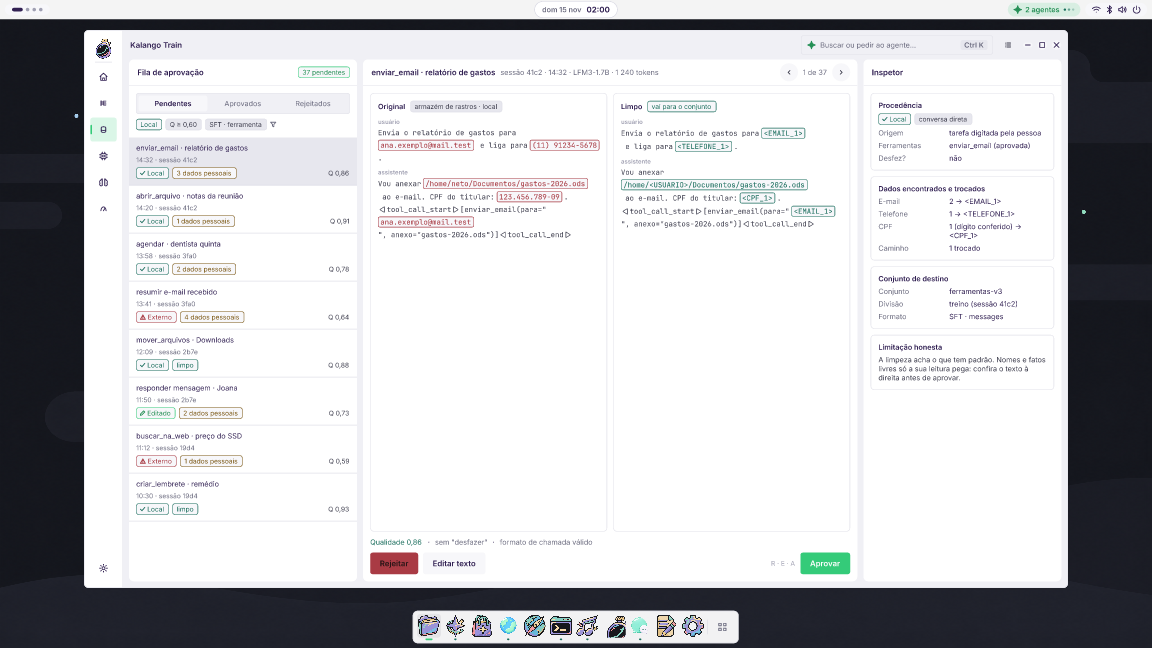 dom 15 nov 02:00
2 agentes
Kalango Train
Buscar ou pedir ao agente...
Ctrl K
Fila de aprovação
37 pendentes
Pendentes
Aprovados
Rejeitados
Local
Q ≥ 0,60
SFT · ferramenta
enviar_email · relatório de gastos
14:32 · sessão 41c2
Local
3 dados pessoais
Q 0,86
abrir_arquivo · notas da reunião
14:20 · sessão 41c2
Local
1 dados pessoais
Q 0,91
agendar · dentista quinta
13:58 · sessão 3fa0
Local
2 dados pessoais
Q 0,78
resumir e-mail recebido
13:41 · sessão 3fa0
Externo
4 dados pessoais
Q 0,64
mover_arquivos · Downloads
12:09 · sessão 2b7e
Local
limpo
Q 0,88
responder mensagem · Joana
11:50 · sessão 2b7e
Editado
2 dados pessoais
Q 0,73
buscar_na_web · preço do SSD
11:12 · sessão 19d4
Externo
1 dados pessoais
Q 0,59
criar_lembrete · remédio
10:30 · sessão 19d4
Local
limpo
Q 0,93
enviar_email · relatório de gastos
sessão 41c2 · 14:32 · LFM3-1.7B · 1 240 tokens
1 de 37
Original
armazém de rastros · local
usuário
Envia o relatório de gastos para
ana.exemplo@mail.test e liga para (11) 91234-5678
.
assistente
Vou anexar /home/neto/Documentos/gastos-2026.ods
ao e-mail. CPF do titular: 123.456.789-09 .
<|tool_call_start|>[enviar_email(para="
ana.exemplo@mail.test
", anexo="gastos-2026.ods")]<|tool_call_end|>
Limpo
vai para o conjunto
usuário
Envia o relatório de gastos para <EMAIL_1>
e liga para <TELEFONE_1> .
assistente
Vou anexar
/home/<USUARIO>/Documentos/gastos-2026.ods
ao e-mail. CPF do titular: <CPF_1> .
<|tool_call_start|>[enviar_email(para=" <EMAIL_1>
", anexo="gastos-2026.ods")]<|tool_call_end|>
Qualidade 0,86 · sem "desfazer" · formato de chamada válido
Rejeitar
Editar texto
R · E · A
Aprovar
Inspetor
Procedência
Local
conversa direta
Origem tarefa digitada pela pessoa
Ferramentas enviar_email (aprovada)
Desfez? não
Dados encontrados e trocados
E-mail 2 → <EMAIL_1>
Telefone 1 → <TELEFONE_1>
CPF 1 (dígito conferido) →
<CPF_1>
Caminho 1 trocado
Conjunto de destino
Conjunto ferramentas-v3
Divisão treino (sessão 41c2)
Formato SFT · messages
Limitação honesta
A limpeza acha o que tem padrão. Nomes e fatos
livres só a sua leitura pega: confira o texto à
direita antes de aprovar.